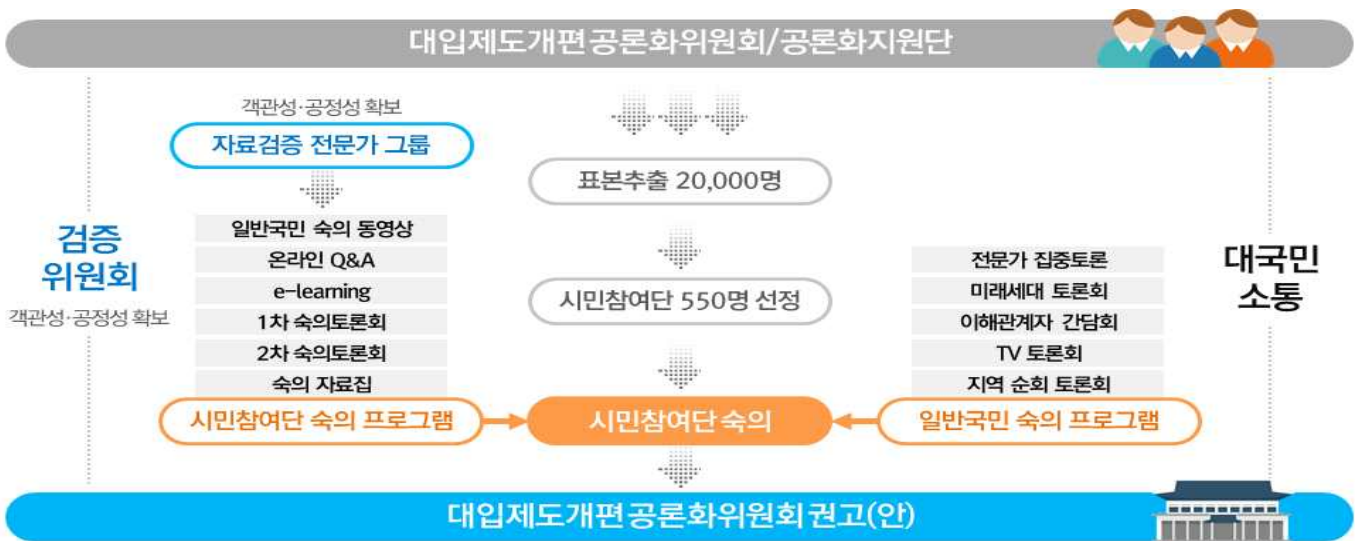 대입제도개편공론화위원회/공론화지원단
객관성·공정성 확보
자료검증 전문가 그룹
일반국민 숙의 동영상
온라인 Q&A
e-learning
1차 숙의토론회
2차 숙의토론회
숙의 자료집
시민참여단 숙의 프로그램
검증
위원회
객관성·공정성 확보
표본추출 20,000명
시민참여단 550명 선정
시민참여단 숙의
전문가 집중토론
미래세대 토론회
이해관계자 간담회
TV 토론회
지역 순회 토론회
일반국민 숙의 프로그램
대국민
소통
대입제도개편공론화위원회 권고(안)